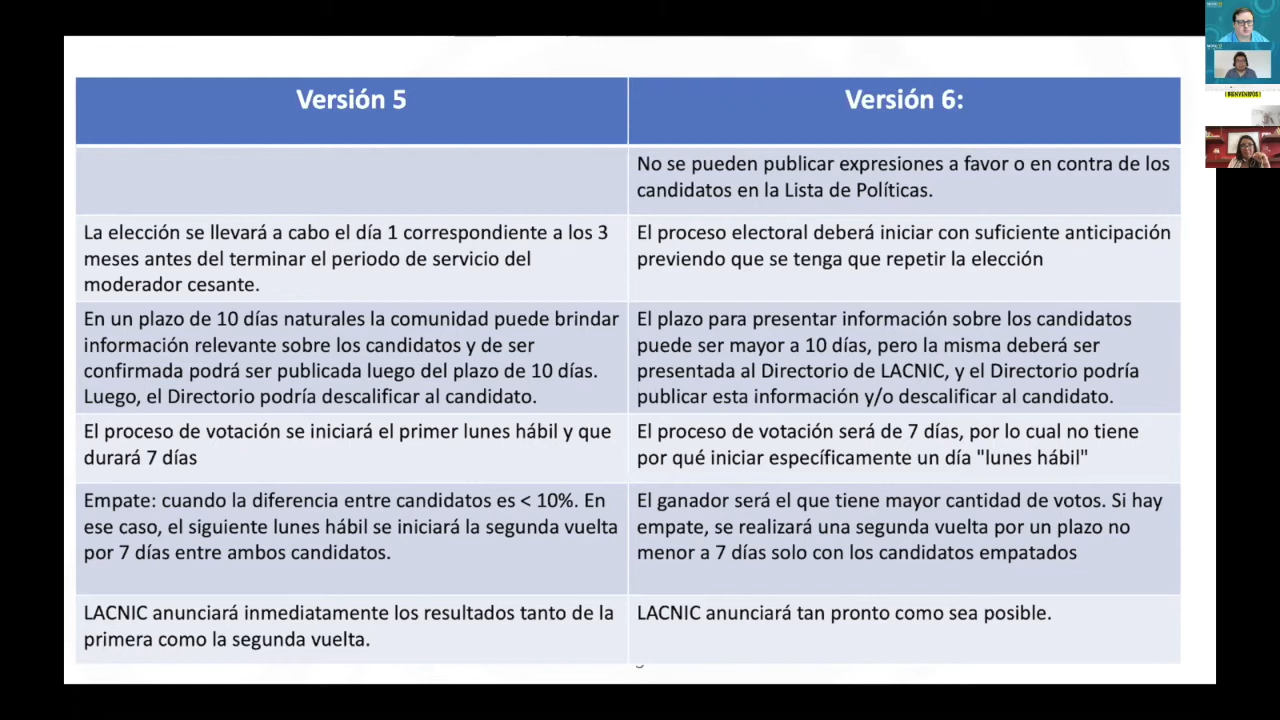 Versión 5
Versión 6:
No se pueden publicar expresiones a favor o en contra de los
candidatos en la Lista de Políticas.
La elección se llevará a cabo el día 1 correspondiente a los 3
meses antes del terminar el periodo de servicio del
moderador cesante.
El proceso electoral deberá iniciar con suficiente anticipación
previendo que se tenga que repetir la elección
En un plazo de 10 días naturales la comunidad puede brindar
información relevante sobre los candidatos y de ser
confirmada podrá ser publicada luego del plazo de 10 días.
Luego, el Directorio podría descalificar al candidato.
El plazo para presentar información sobre los candidatos
puede ser mayor a 10 días, pero la misma deberá ser
presentada al Directorio de LACNIC, y el Directorio podría
publicar esta información y/o descalificar al candidato.
El proceso de votación se iniciará el primer lunes hábil y que
durará 7 días
El proceso de votación será de 7 días, por lo cual no tiene
por qué iniciar específicamente un día "lunes hábil"
Empate: cuando la diferencia entre candidatos es < 10%. En
ese caso, el siguiente lunes hábil se iniciará la segunda vuelta
por 7 días entre ambos candidatos.
El ganador será el que tiene mayor cantidad de votos. Si hay
empate, se realizará una segunda vuelta por un plazo no
menor a 7 días solo con los candidatos empatados
LACNIC anunciará inmediatamente los resultados tanto de la
primera como la segunda vuelta.
LACNIC anunciará tan pronto como sea posible.
¡BIENVENIDOS!